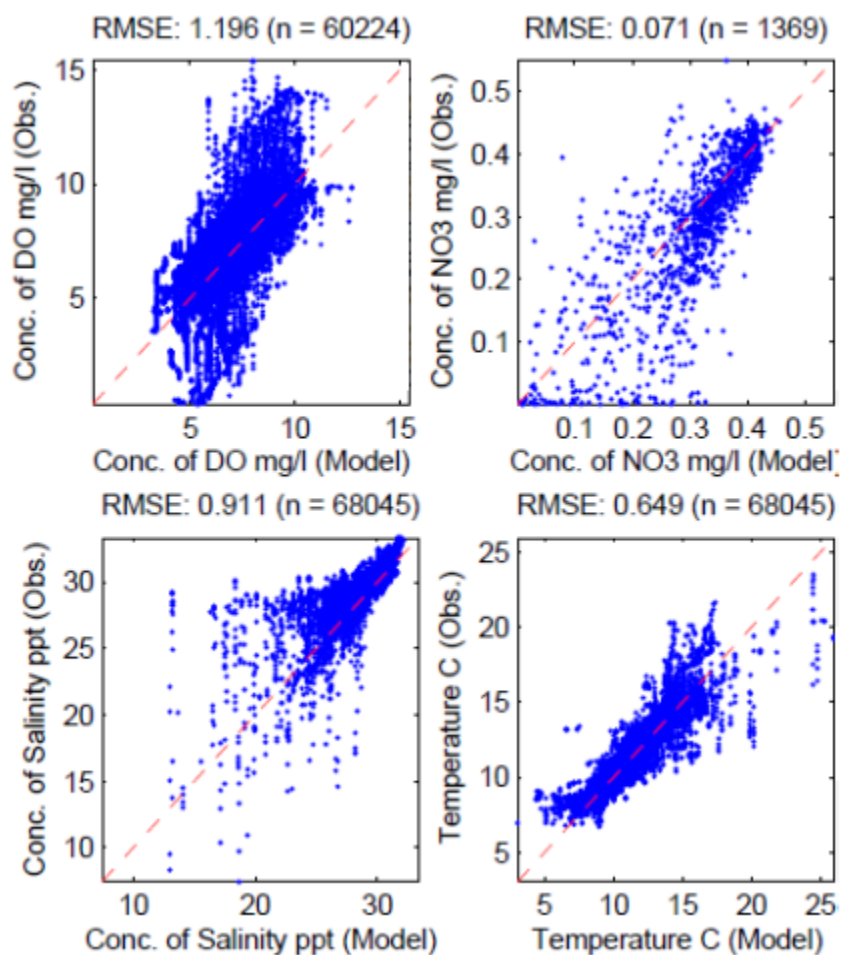 RMSE: 1.196 (n = 60224)
Conc. of DO mg/l (Obs.)
15
10
5
5 10 15
Conc. of DO mg/l (Model)
RMSE: 0.071 (n = 1369)
Conc. of NO3 mg/l (Obs.)
0.5
0.4
0.3
0.2
0.1
0.1 0.2 0.3 0.4 0.5
Conc. of NO3 mg/l (Model)
RMSE: 0.911 (n = 68045)
Conc. of Salinity ppt (Obs.)
30
25
20
15
10
10 20 30
Conc. of Salinity ppt (Model)
RMSE: 0.649 (n = 68045)
Temperature C (Obs.)
25
20
15
10
5
5 10 15 20 25
Temperature C (Model)